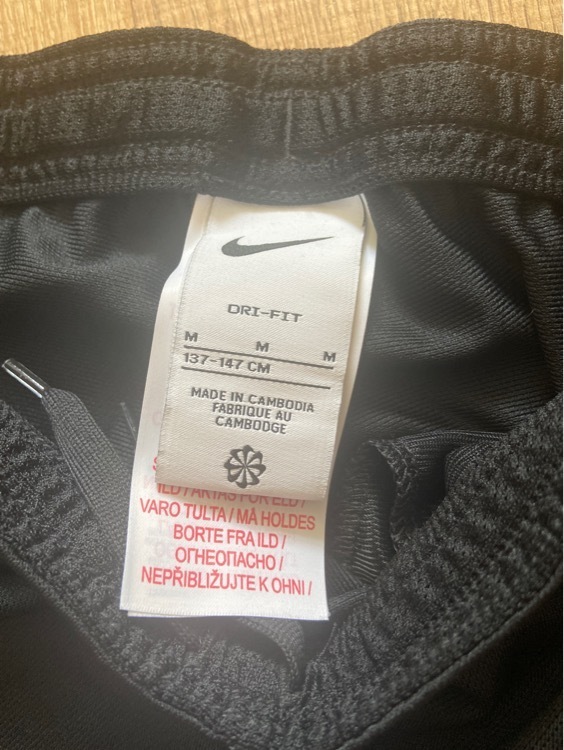 DRI-FIT
M M M
137-147 CM
MADE IN CAMBODIA
FABRIQUE AU
CAMBODGE
VARO TULTA / MÅ HOLDES
BORTE FRA ILD /
ОГНЕОПАСНО /
NEPŘIBLIŽUJTE K OHNI /